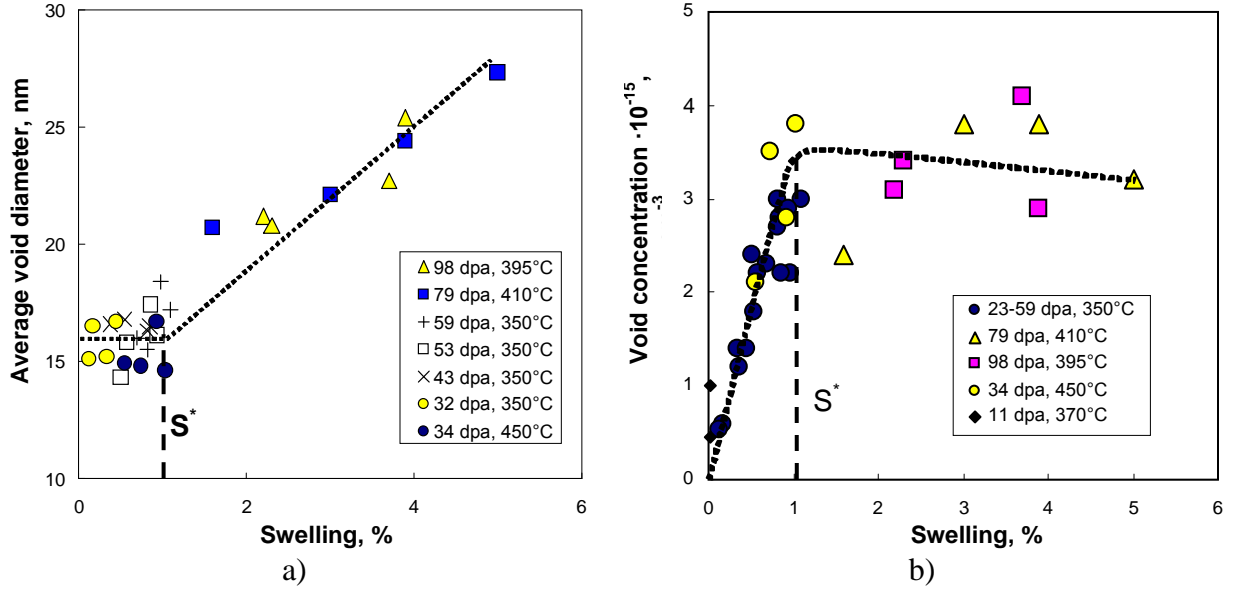 30
25
20
15
10
Average void diameter, nm
0
2
4
6
Swelling, %
S*
98 dpa, 395°C
79 dpa, 410°C
59 dpa, 350°C
53 dpa, 350°C
43 dpa, 350°C
32 dpa, 350°C
34 dpa, 450°C
a)
5
4
3
2
1
0
Void concentration ·10-15 ,
-3
0
1
2
3
4
5
6
Swelling, %
S*
23-59 dpa, 350°C
79 dpa, 410°C
98 dpa, 395°C
34 dpa, 450°C
11 dpa, 370°C
b)